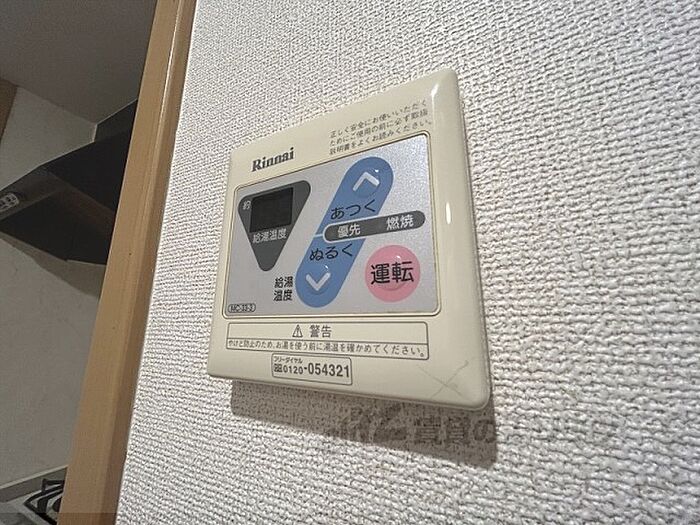 正しく安全にお使いいただく
ためにご使用の前に必ず取扱
説明書をよくお読みください。
Rinnai
約
給湯温度
あつく
優先 燃焼
ぬるく
給湯
温度
運転
MC-33-3
警告
やけど防止のため、お湯を使う前に湯温を確かめてください。
フリーダイヤル
0120-054321